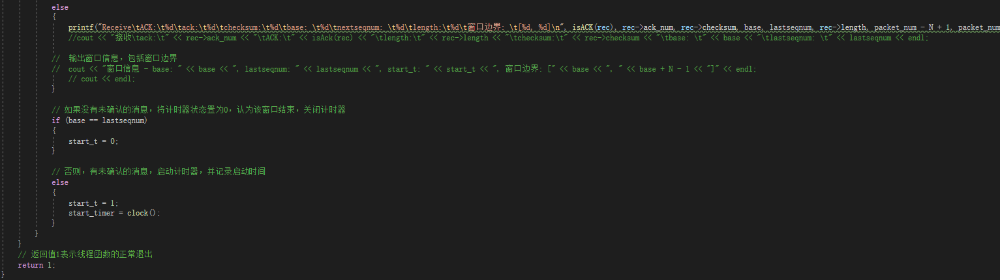 else
{
printf("Receive\tACK:\t%d\tack:\t%d\tchecksum:\t%d\tbase: \t%d\tnextseqnum: \t%d\tlength:\t%d\t窗口边界: \t[%d, %d]\n", isACK(rec), rec->ack_num, rec->checksum, base, lastseqnum, rec->length, packet_num - N + 1, packet_num
//cout << "接收\tack:\t" << rec->ack_num << "\tACK:\t" << isAck(rec) << "\tlength:\t" << rec->length << "\tchecksum:\t" << rec->checksum << "\tbase: \t" << base << "\tlastseqnum: \t" << lastseqnum << endl;
// 输出窗口信息，包括窗口边界
// cout << "窗口信息 - base: " << base << ", lastseqnum: " << lastseqnum << ", start_t: " << start_t << ", 窗口边界: [" << base << ", " << base + N - 1 << "]" << endl;
// cout << endl;
}
// 如果没有未确认的消息，将计时器状态置为0，认为该窗口结束，关闭计时器
if (base == lastseqnum)
{
start_t = 0;
}
// 否则，有未确认的消息，启动计时器，并记录启动时间
else
{
start_t = 1;
start_timer = clock();
}
}
}
// 返回值1表示线程函数的正常退出
return 1;
}